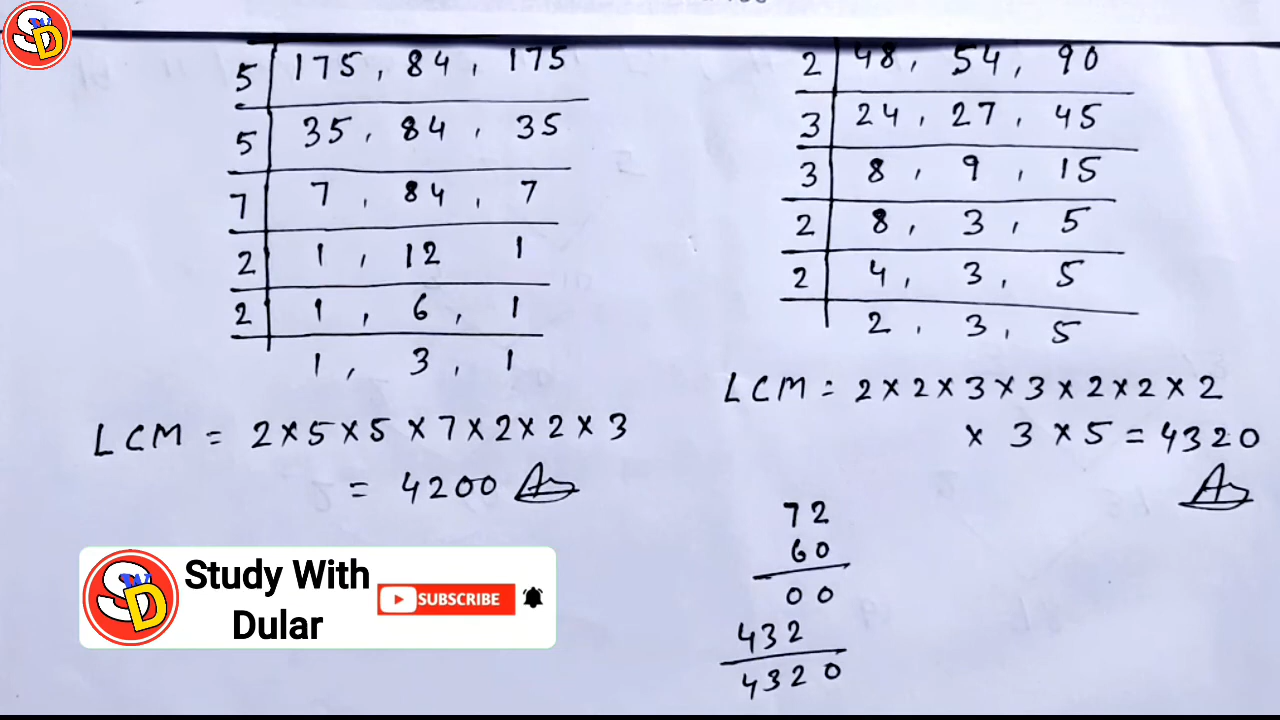 SWD
5 175, 84, 175
5 35, 84, 35
7 7, 84, 7
2 1, 12 1
2 1, 6, 1
1, 3, 1
LCM = 2×5×5×7×2×2×3
= 4200 Ans
2 48, 54, 90
3 24, 27, 45
3 8, 9, 15
2 8, 3, 5
2 4, 3, 5
2, 3, 5
LCM = 2×2×3×3×2×2×2
× 3 × 5 = 4320
Ans
72
60
00
432
4320
SWD
Study With
Dular
SUBSCRIBE